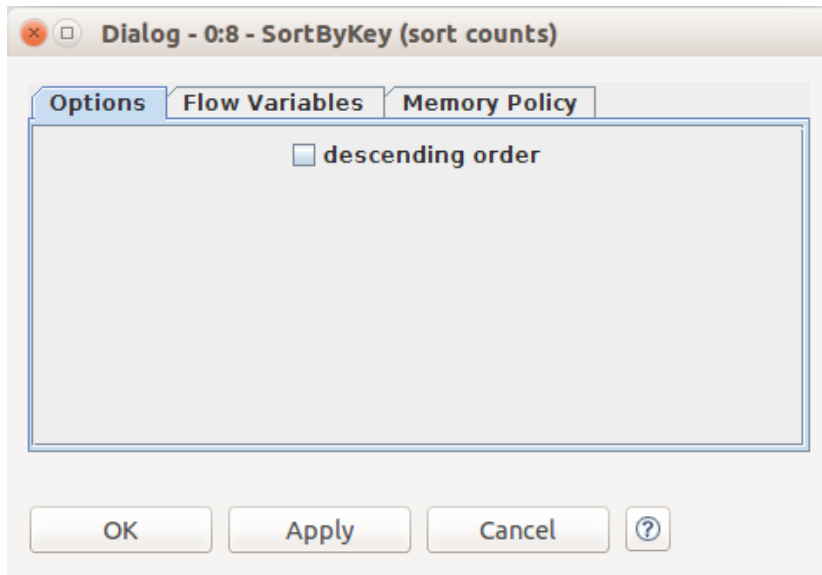 Dialog - 0:8 - SortByKey (sort counts)
Options Flow Variables Memory Policy
descending order
OK Apply Cancel ?